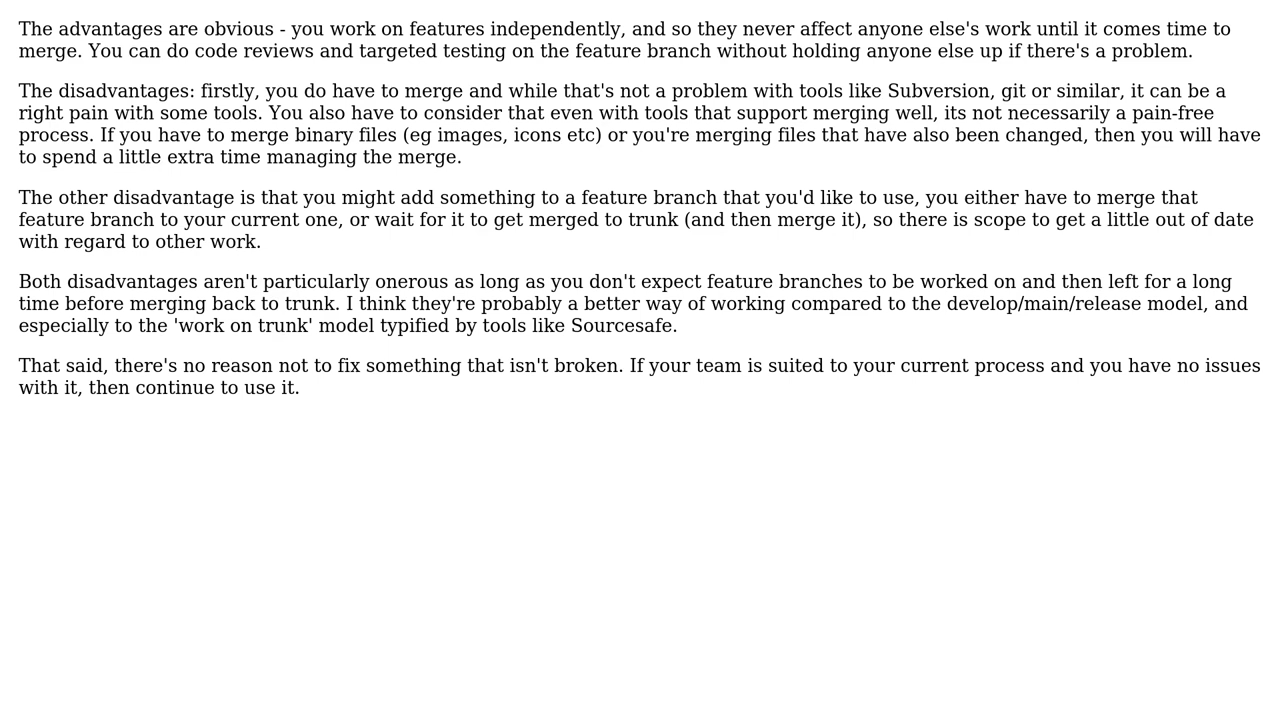 The advantages are obvious - you work on features independently, and so they never affect anyone else's work until it comes time to
merge. You can do code reviews and targeted testing on the feature branch without holding anyone else up if there's a problem.
The disadvantages: firstly, you do have to merge and while that's not a problem with tools like Subversion, git or similar, it can be a
right pain with some tools. You also have to consider that even with tools that support merging well, its not necessarily a pain-free
process. If you have to merge binary files (eg images, icons etc) or you're merging files that have also been changed, then you will have
to spend a little extra time managing the merge.
The other disadvantage is that you might add something to a feature branch that you'd like to use, you either have to merge that
feature branch to your current one, or wait for it to get merged to trunk (and then merge it), so there is scope to get a little out of date
with regard to other work.
Both disadvantages aren't particularly onerous as long as you don't expect feature branches to be worked on and then left for a long
time before merging back to trunk. I think they're probably a better way of working compared to the develop/main/release model, and
especially to the 'work on trunk' model typified by tools like Sourcesafe.
That said, there's no reason not to fix something that isn't broken. If your team is suited to your current process and you have no issues
with it, then continue to use it.